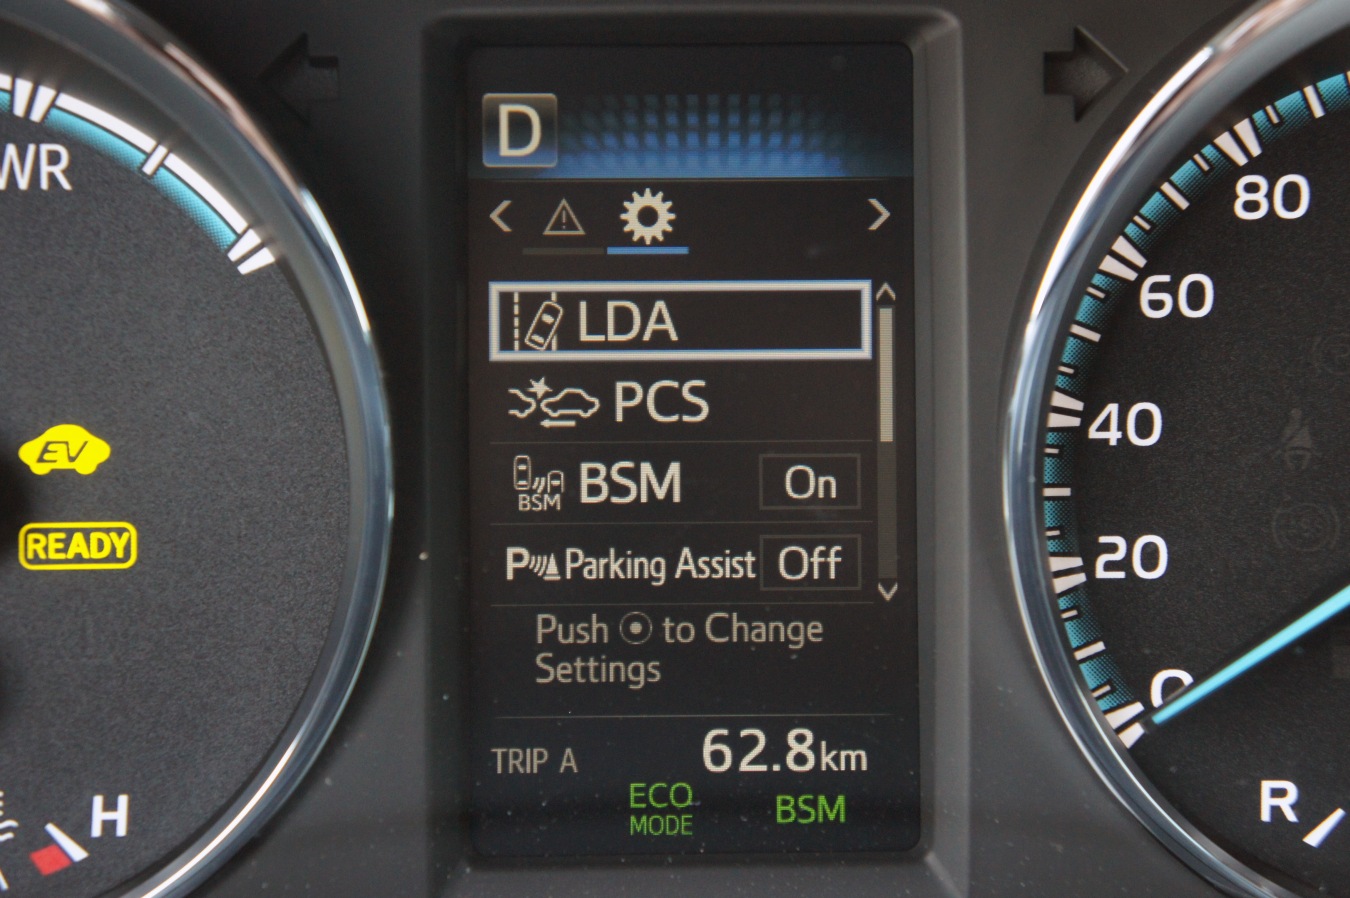 D
WR
80
60
40
20
0
LDA
PCS
BSM
BSM On
Parking Assist Off
Push to Change
Settings
TRIP A 62.8km
ECO
MODE
BSM
EV
READY
H
R